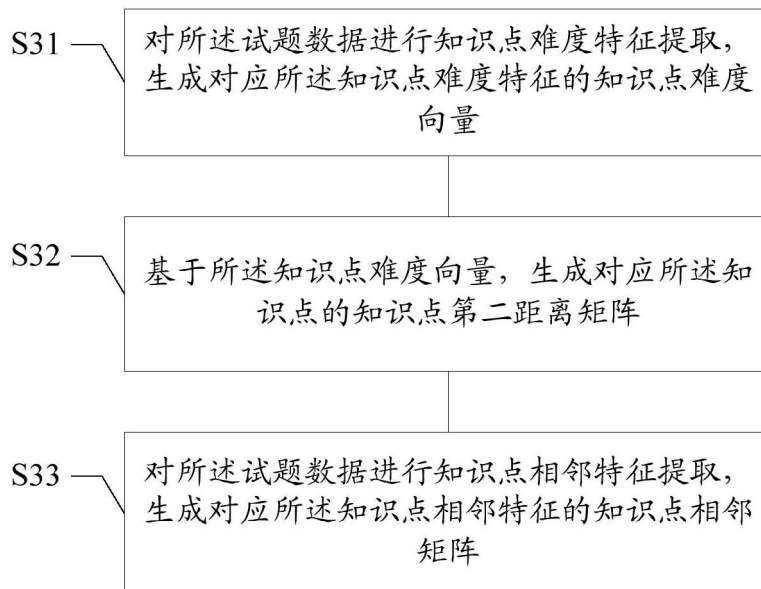 S31
对所述试题数据进行知识点难度特征提取,
生成对应所述知识点难度特征的知识点难度
向量
S32
基于所述知识点难度向量, 生成对应所述知
识点的知识点第二距离矩阵
S33
对所述试题数据进行知识点相邻特征提取,
生成对应所述知识点相邻特征的知识点相邻
矩阵